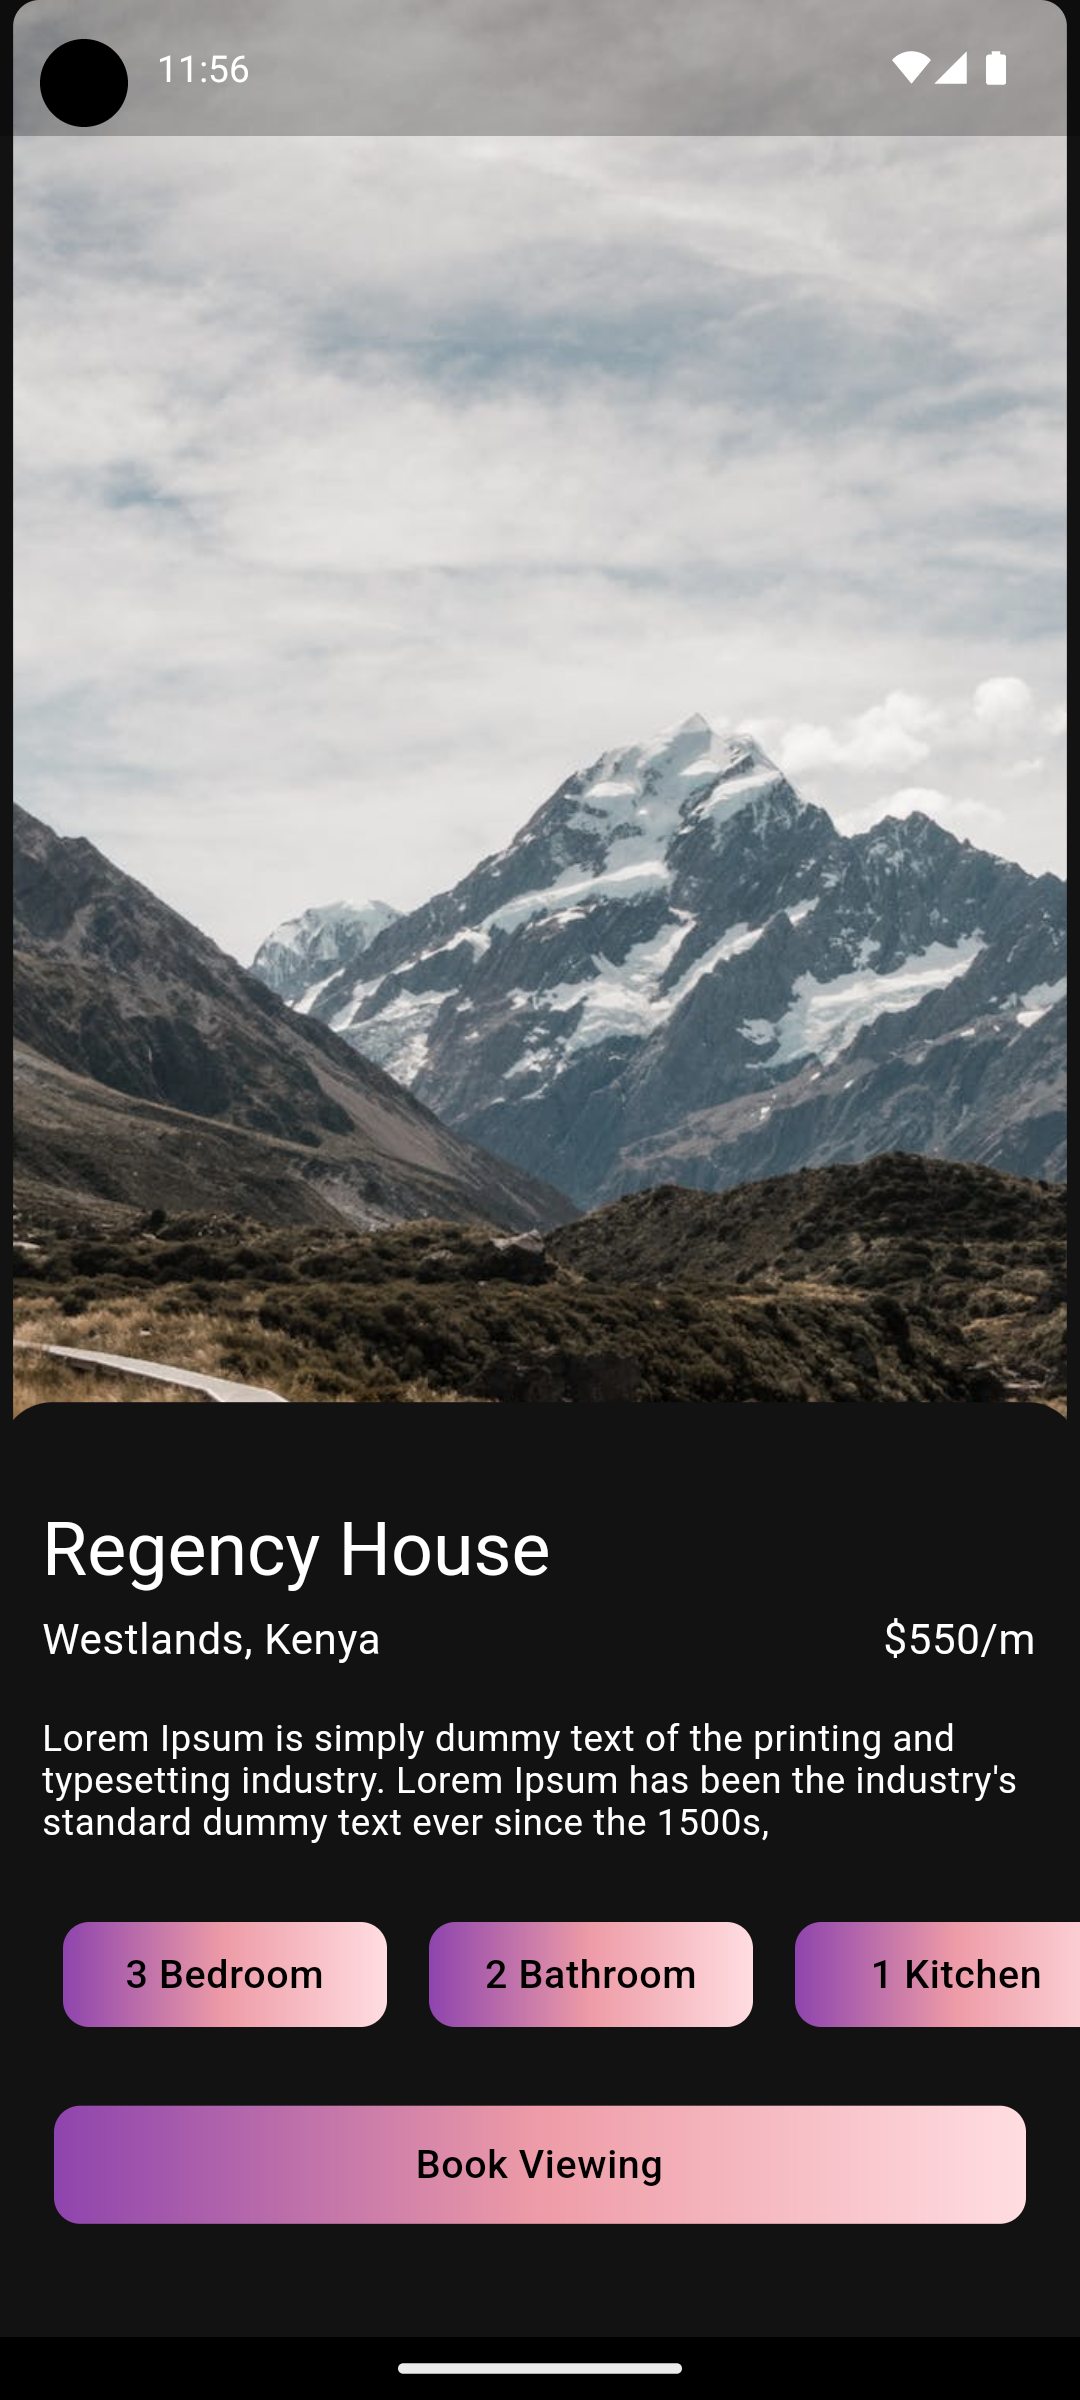 11:56
Regency House
Westlands, Kenya $550/m
Lorem Ipsum is simply dummy text of the printing and
typesetting industry. Lorem Ipsum has been the industry's
standard dummy text ever since the 1500s,
3 Bedroom 2 Bathroom 1 Kitchen
Book Viewing